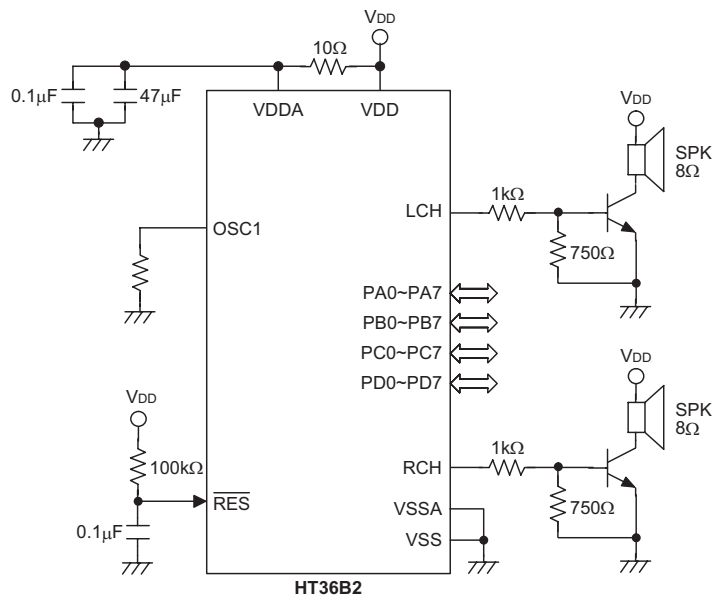 VDD
10Ω
0.1μF
47μF
VDDA
VDD
VDD
SPK
8Ω
1kΩ
LCH
OSC1
750Ω
PA0~PA7
PB0~PB7
PC0~PC7
PD0~PD7
VDD
VDD
SPK
8Ω
1kΩ
100kΩ
RCH
RES
750Ω
VSSA
0.1μF
VSS
HT36B2